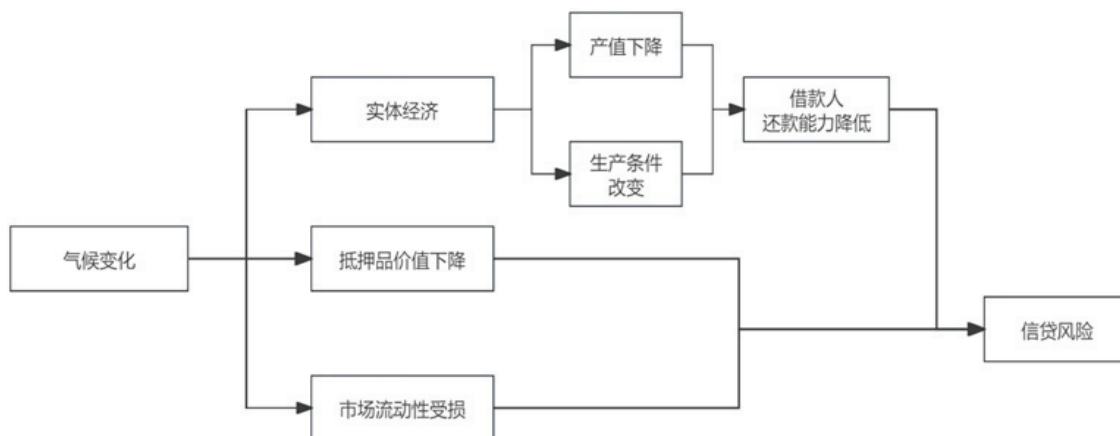 产值下降
实体经济
借款人
还款能力降低
生产条件
改变
气候变化
抵押品价值下降
信贷风险
市场流动性受损